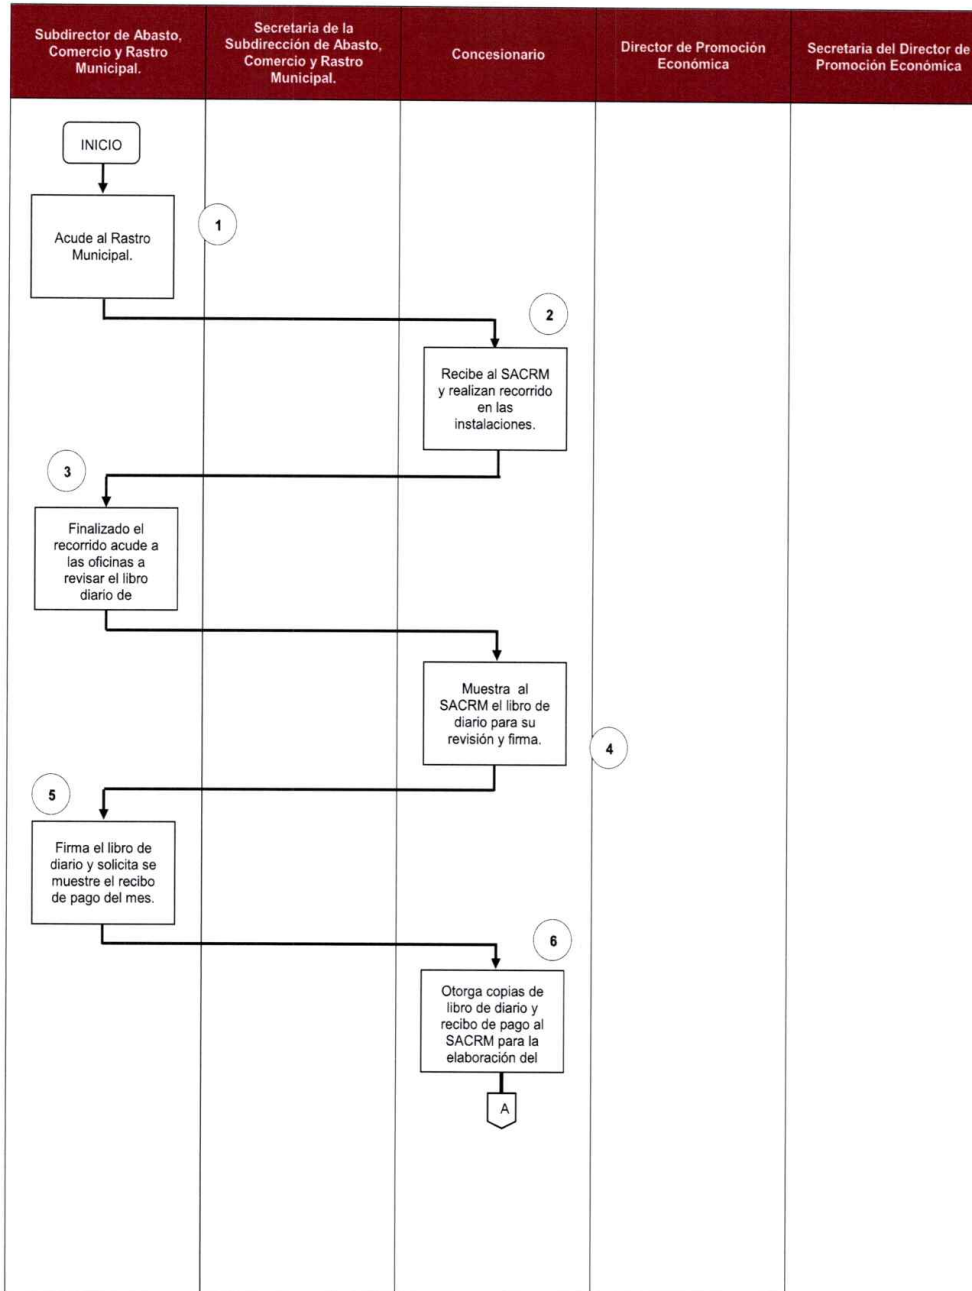 Subdirector de Abasto,
Comercio y Rastro
Municipal.
Secretaria de la
Subdirección de Abasto,
Comercio y Rastro
Municipal.
Concesionario
Director de Promoción
Económica
Secretaria del Director de
Promoción Económica
INICIO
1
Acude al Rastro
Municipal.
2
Recibe al SACRM
y realizan recorrido
en las
instalaciones.
3
Finalizado el
recorrido acude a
las oficinas a
revisar el libro
diario de
Muestra al
SACRM el libro de
diario para su
revisión y firma.
4
5
Firma el libro de
diario y solicita se
muestre el recibo
de pago del mes.
6
Otorga copias de
libro de diario y
recibo de pago al
SACRM para la
elaboración del
A